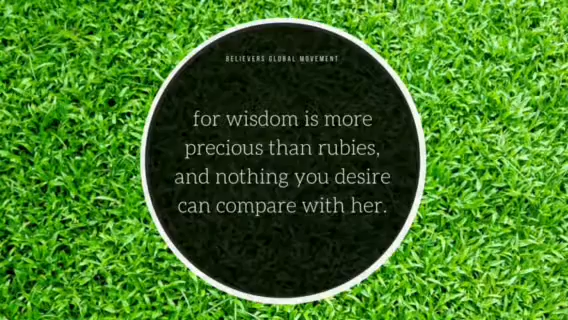 BELIEVERS GLOBAL MOVEMENT
for wisdom is more
precious than rubies,
and nothing you desire
can compare with her.